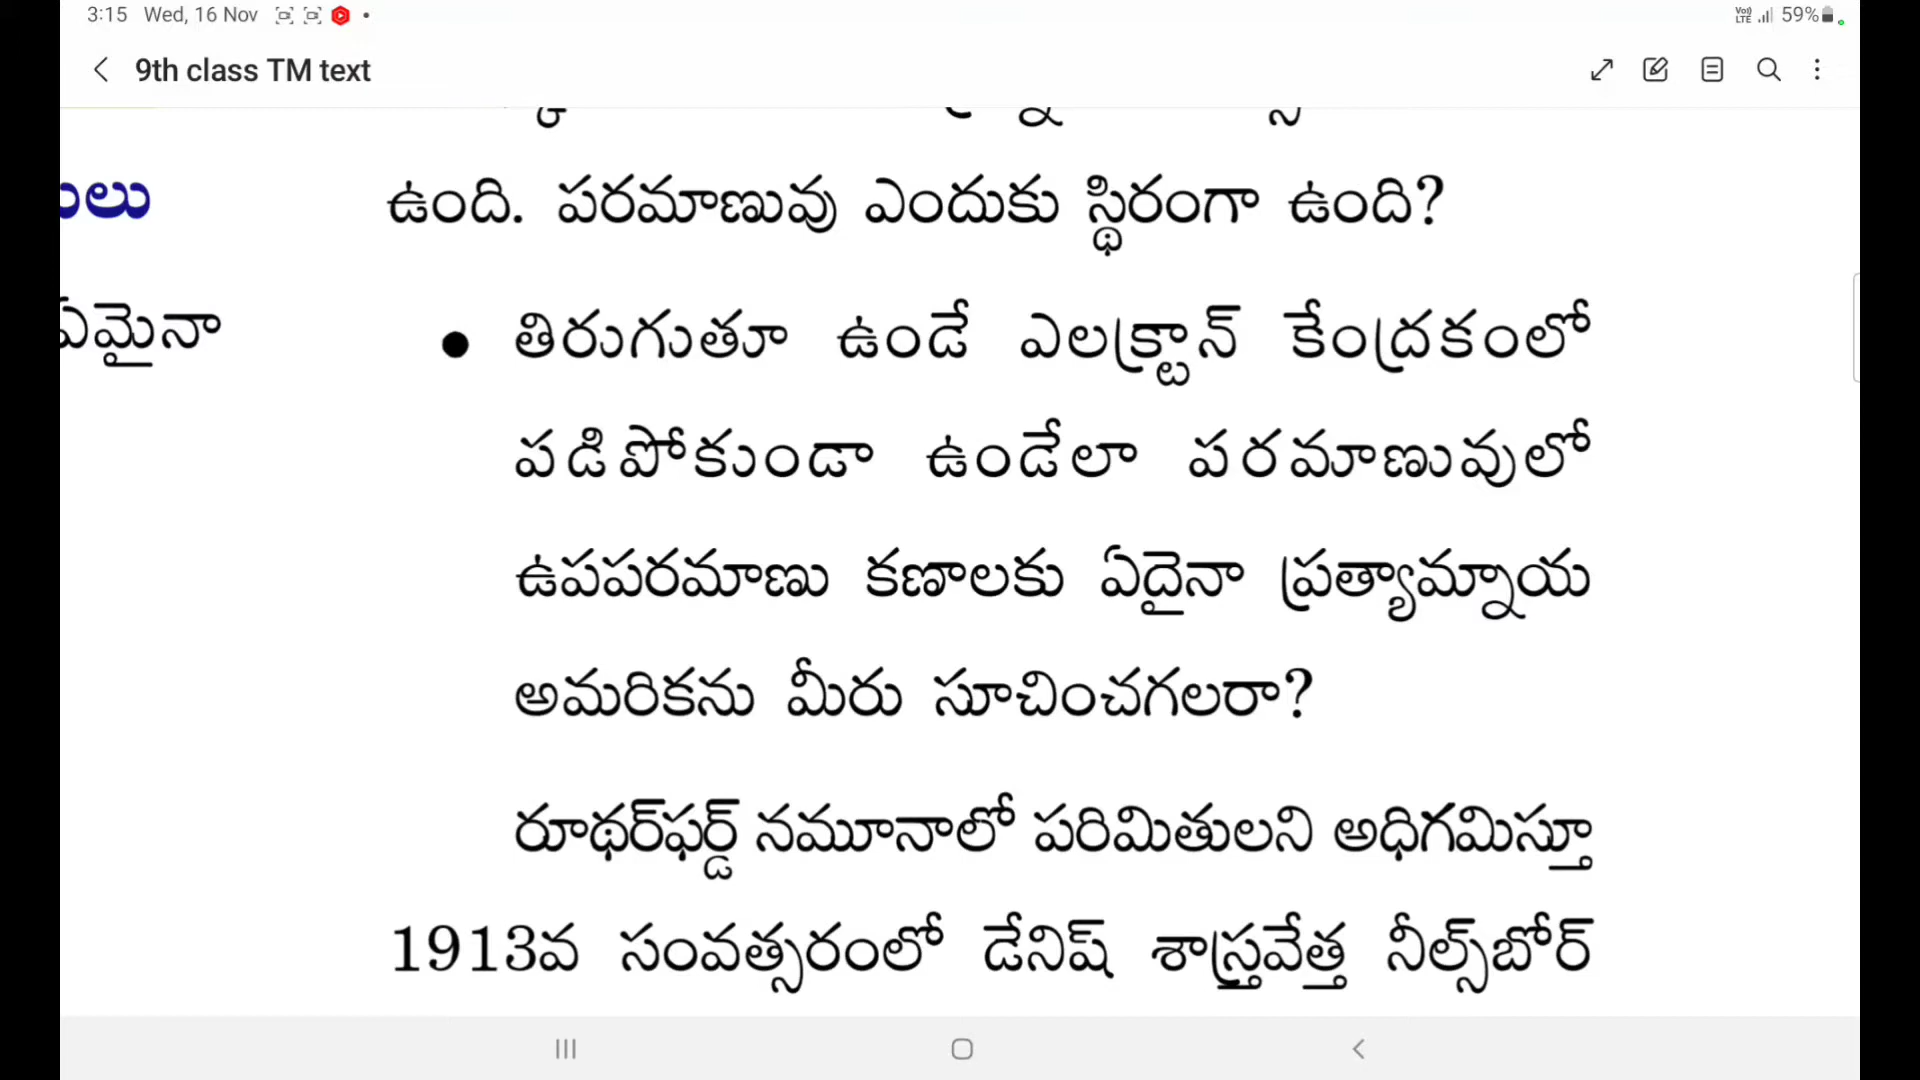 3:15 Wed, 16 Nov
59%
9th class TM text
ఉంది. పరమాణువు ఎందుకు స్థిరంగా ఉంది?
• తిరుగుతూ ఉండే ఎలక్ట్రాన్ కేంద్రకంలో
పడిపోకుండా ఉండేలా పరమాణువులో
ఉపపరమాణు కణాలకు ఏదైనా ప్రత్యామ్నాయ
అమరికను మీరు సూచించగలరా?
రూథర్‌ఫర్డ్ నమూనాలో పరిమితులని అధిగమిస్తూ
1913వ సంవత్సరంలో డేనిష్ శాస్త్రవేత్త నీల్స్‌బోర్